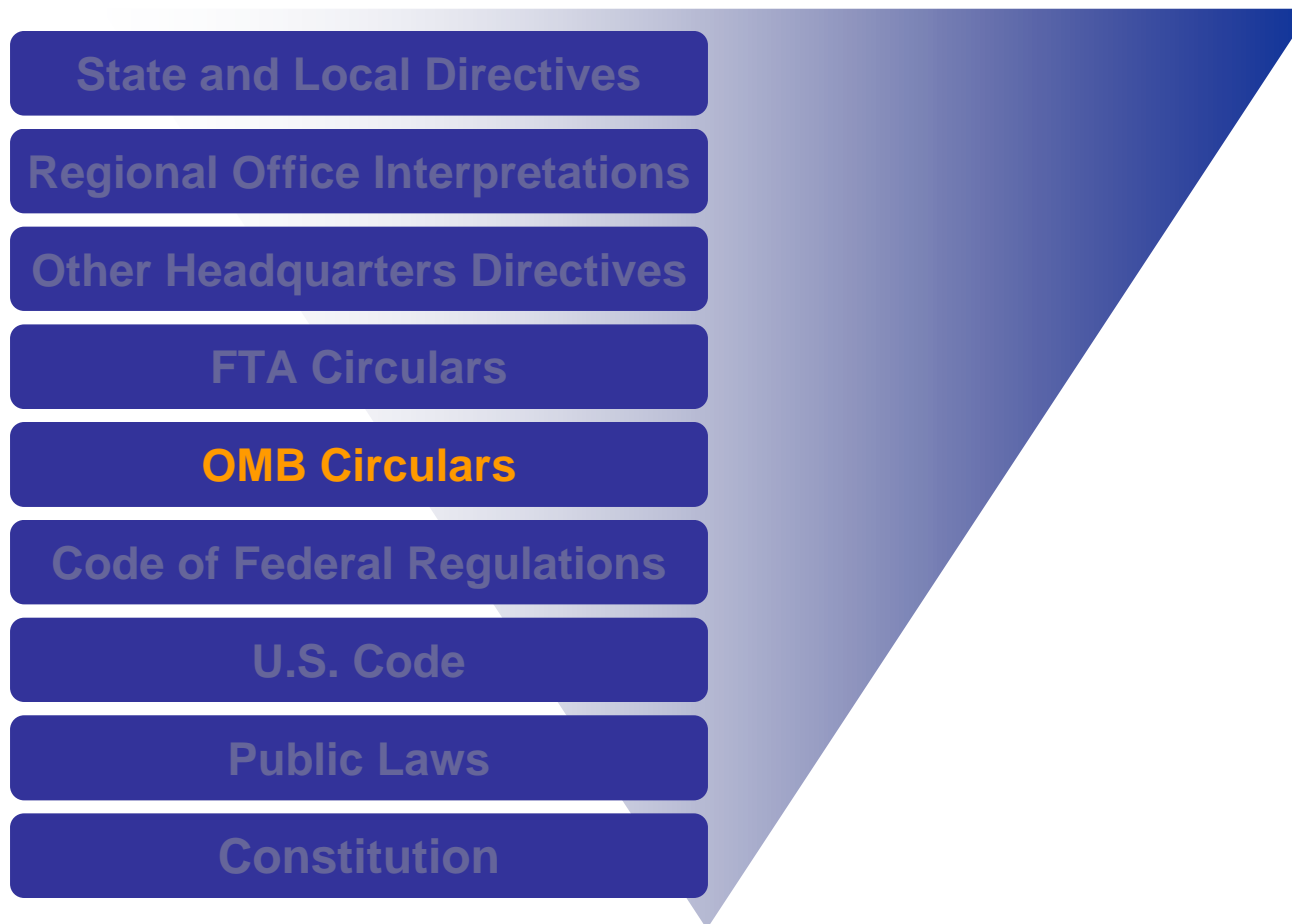 State and Local Directives
Regional Office Interpretations
Other Headquarters Directives
FTA Circulars
OMB Circulars
Code of Federal Regulations
U.S. Code
Public Laws
Constitution